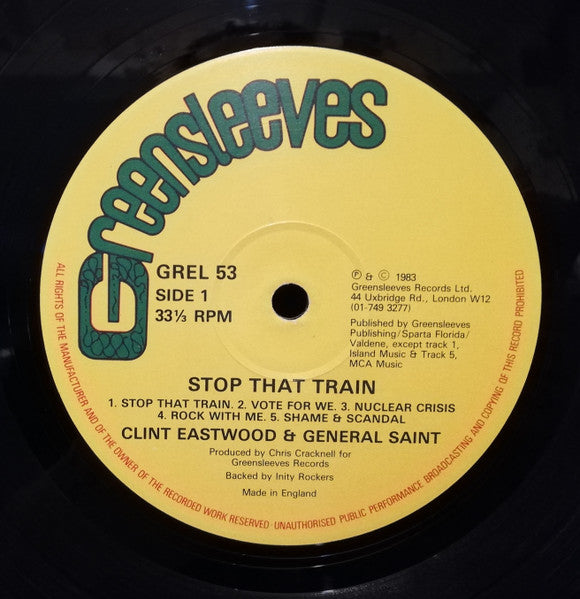 Greensleeves
GREL 53
SIDE 1
33⅓ RPM
℗ & © 1983
Greensleeves Records Ltd.
44 Uxbridge Rd., London W12
(01-749 3277)
Published by Greensleeves
Publishing/Sparta Florida/
Valdene, except track 1,
Island Music & Track 5,
MCA Music
STOP THAT TRAIN
1. STOP THAT TRAIN. 2. VOTE FOR WE. 3. NUCLEAR CRISIS
4. ROCK WITH ME. 5. SHAME & SCANDAL
CLINT EASTWOOD & GENERAL SAINT
Produced by Chris Cracknell for
Greensleeves Records
Backed by Inity Rockers
Made in England
ALL RIGHTS OF THE MANUFACTURER AND OF THE OWNER OF THE RECORDED WORK RESERVED · UNAUTHORISED PUBLIC PERFORMANCE BROADCASTING AND COPYING OF THIS RECORD PROHIBITED